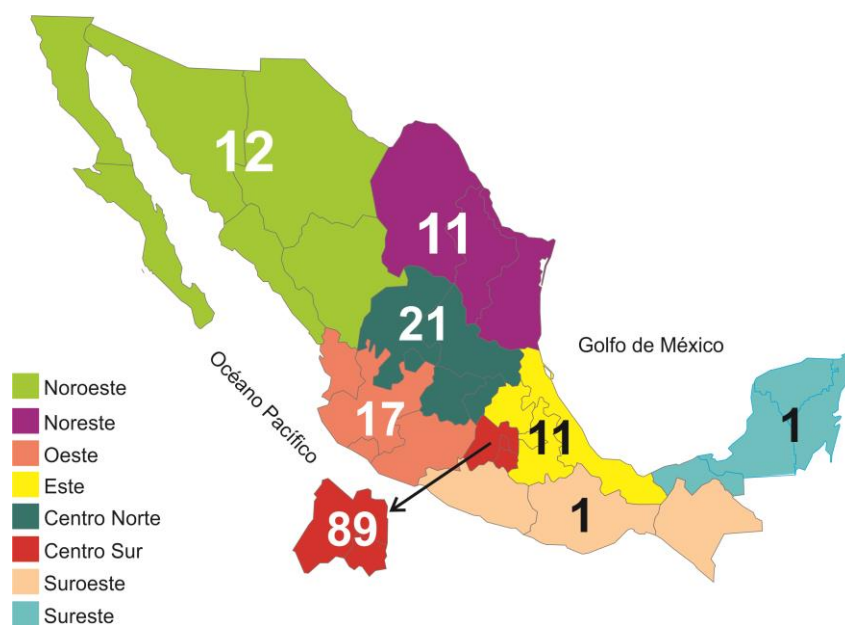 12
11
21
Golfo de México
Océano Pacífico
17
11
1
89
1
Noroeste
Noreste
Oeste
Este
Centro Norte
Centro Sur
Suroeste
Sureste